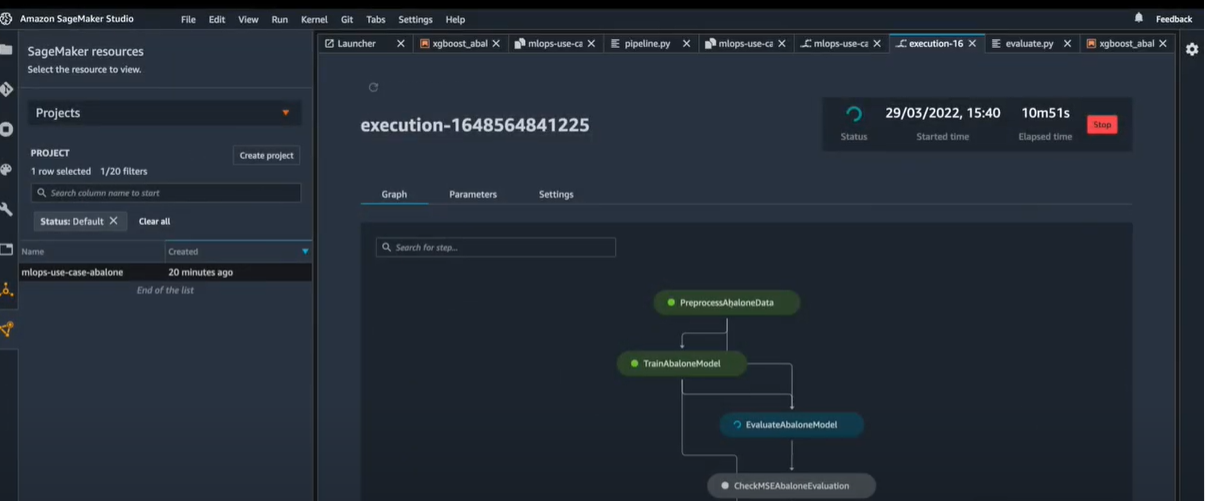 Amazon SageMaker Studio File Edit View Run Kernel Git Tabs Settings Help Feedback
SageMaker resources
Select the resource to view.
Projects
PROJECT
Create project
1 row selected 1/20 filters
Search column name to start
Status: Default
Clear all
Name Created
mlops-use-case-abalone 20 minutes ago
End of the list
Launcher xgboost_abal mlops-use-ca pipeline.py mlops-use-ca mlops-use-ca execution-16 evaluate.py xgboost_abal
execution-1648564841225
29/03/2022, 15:40 10m51s
Stop
Status Started time Elapsed time
Graph Parameters Settings
Search for step...
PreprocessAbaloneData
TrainAbaloneModel
EvaluateAbaloneModel
CheckMSEAbaloneEvaluation